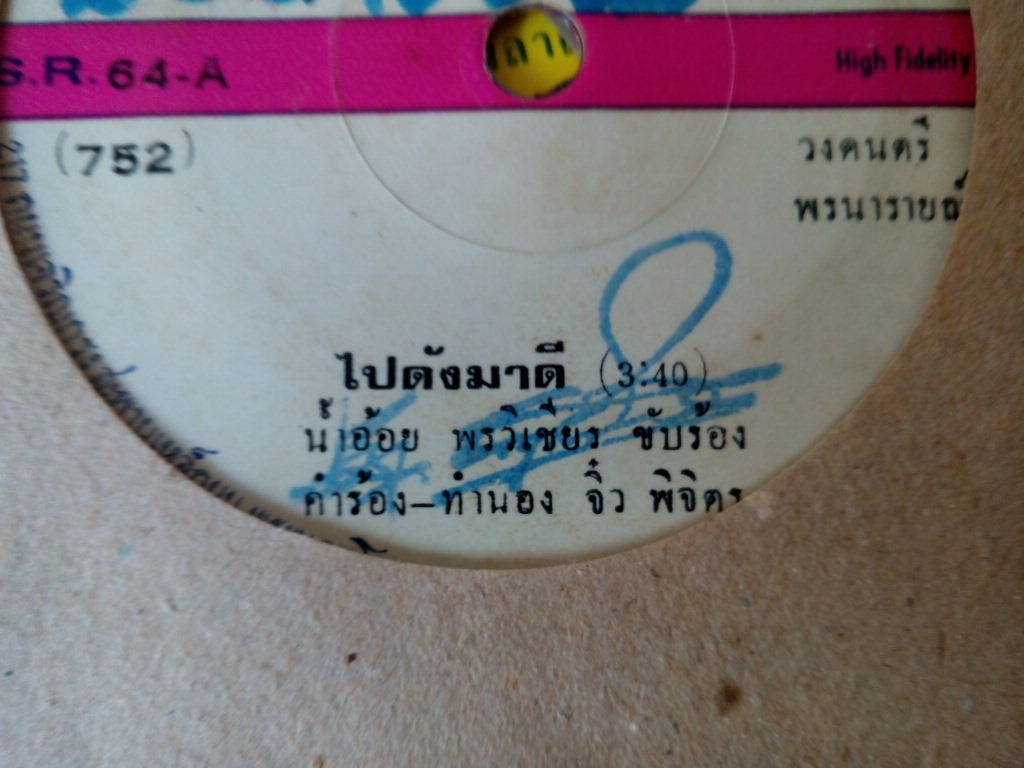 S.R. 64-A
High Fidelity
(752)
วงดนตรี
พรนารายณ์
ไปดังมาดี (3:40)
น้ำอ้อย พรวิเชียร ขับร้อง
คำร้อง-ทำนอง จิ๋ว พิจิตร